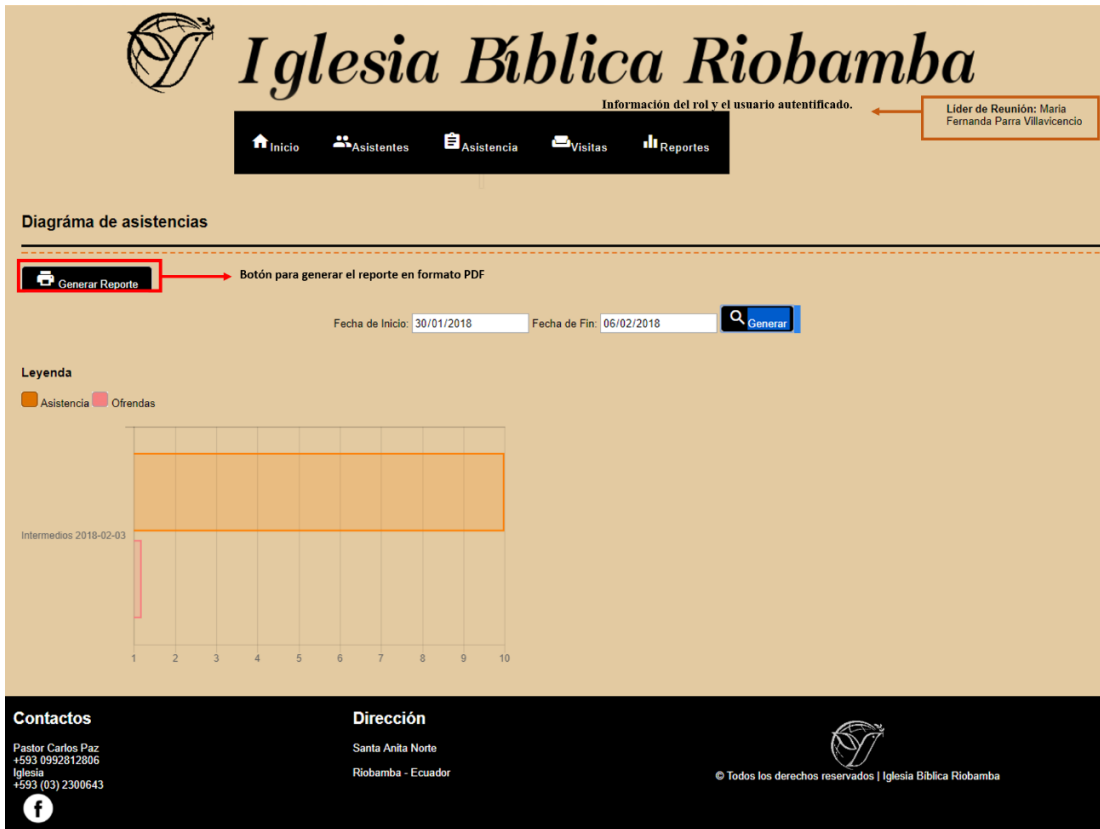 Iglesia Bíblica Riobamba
Información del rol y el usuario autentificado.
Líder de Reunión: Maria
Fernanda Parra Villavicencio
Inicio Asistentes Asistencia Visitas Reportes
Diagráma de asistencias
Generar Reporte
Botón para generar el reporte en formato PDF
Fecha de Inicio: 30/01/2018 Fecha de Fin: 06/02/2018 Generar
Leyenda
Asistencia Ofrendas
Intermedios 2018-02-03
1 2 3 4 5 6 7 8 9 10
Contactos
Pastor Carlos Paz
+593 0992812806
Iglesia
+593 (03) 2300643
Dirección
Santa Anita Norte
Riobamba - Ecuador
© Todos los derechos reservados | Iglesia Bíblica Riobamba